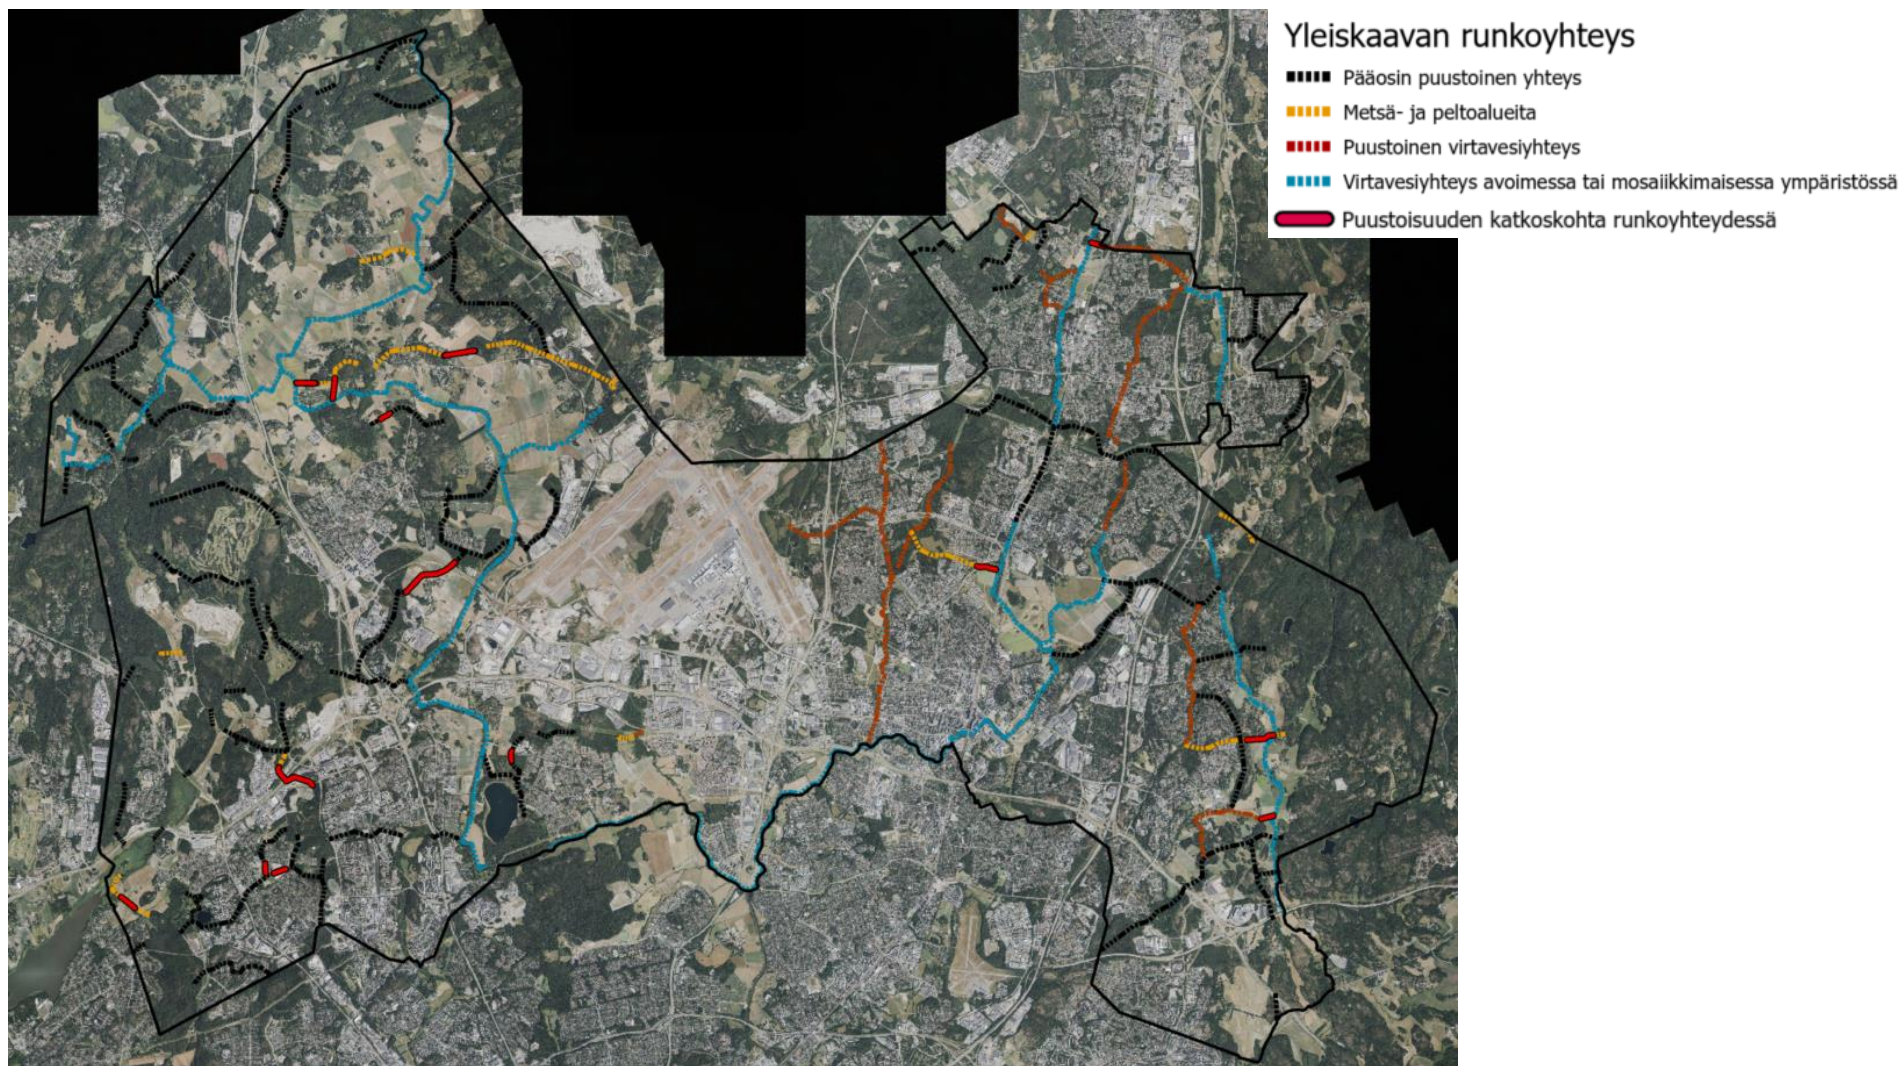 Yleiskaavan runkoyhteys
Pääosin puustoinen yhteys
Metsä- ja peltoalueita
Puustoinen virtavesiyhteys
Virtavesiyhteys avoimessa tai mosaiikkimaisessa ympäristössä
Puustoisuuden katkoskohta runkoyhteydessä